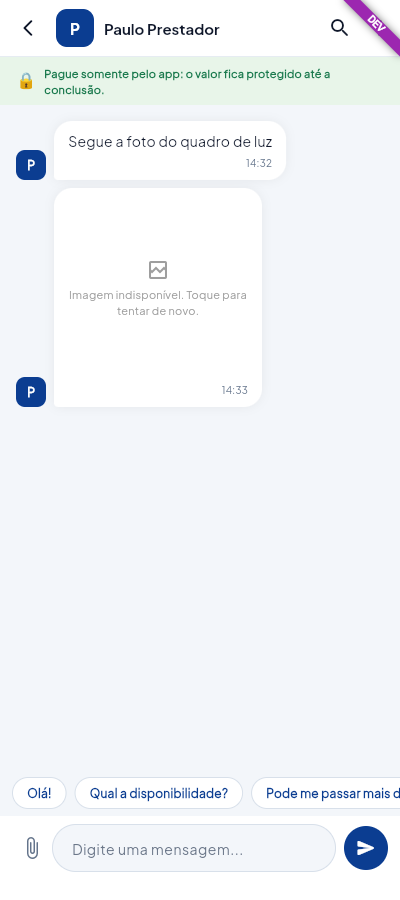 P
Paulo Prestador
DEV
Pague somente pelo app: o valor fica protegido até a
conclusão.
Segue a foto do quadro de luz
14:32
P
Imagem indisponível. Toque para
tentar de novo.
14:33
P
Olá!
Qual a disponibilidade?
Pode me passar mais d
Digite uma mensagem...